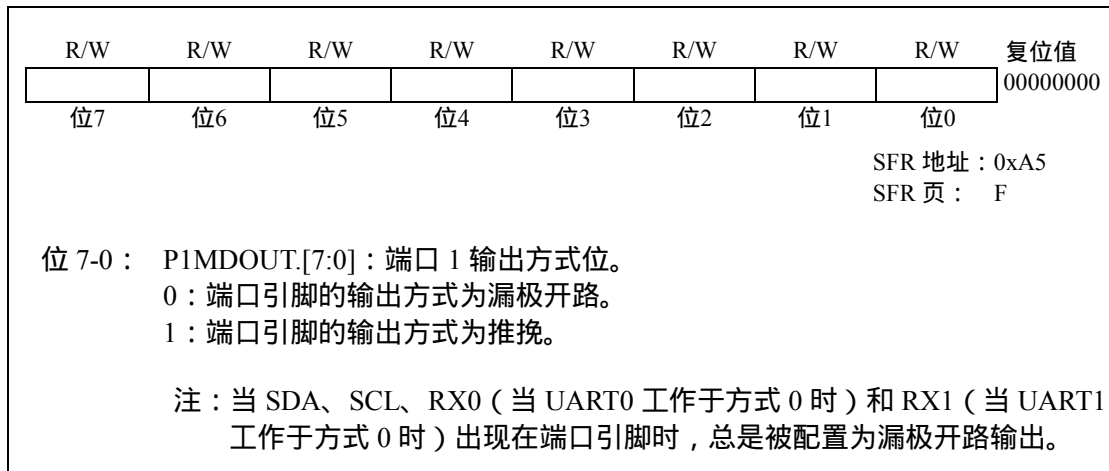 R/W R/W R/W R/W R/W R/W R/W R/W 复位值
00000000
位7 位6 位5 位4 位3 位2 位1 位0
SFR 地址：0xA5
SFR 页： F
位 7-0： P1MDOUT.[7:0]：端口 1 输出方式位。
0：端口引脚的输出方式为漏极开路。
1：端口引脚的输出方式为推挽。
注：当 SDA、SCL、RX0（当 UART0 工作于方式 0 时）和 RX1（当 UART1
工作于方式 0 时）出现在端口引脚时，总是被配置为漏极开路输出。